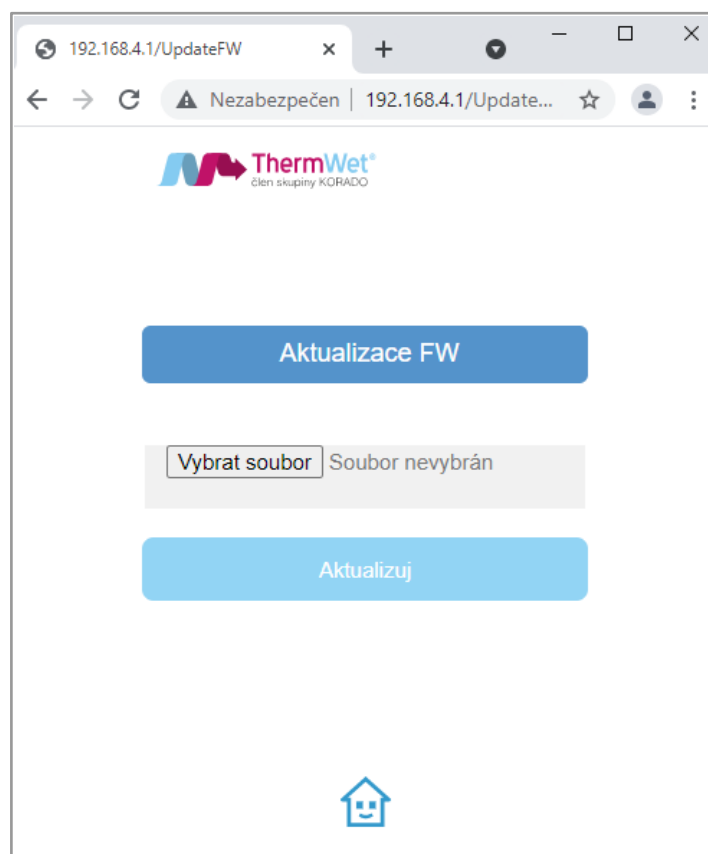 192.168.4.1/UpdateFW
Nezabezpečen | 192.168.4.1/Update...
ThermWet®
člen skupiny KORADO
Aktualizace FW
Vybrat soubor Soubor nevybrán
Aktualizuj